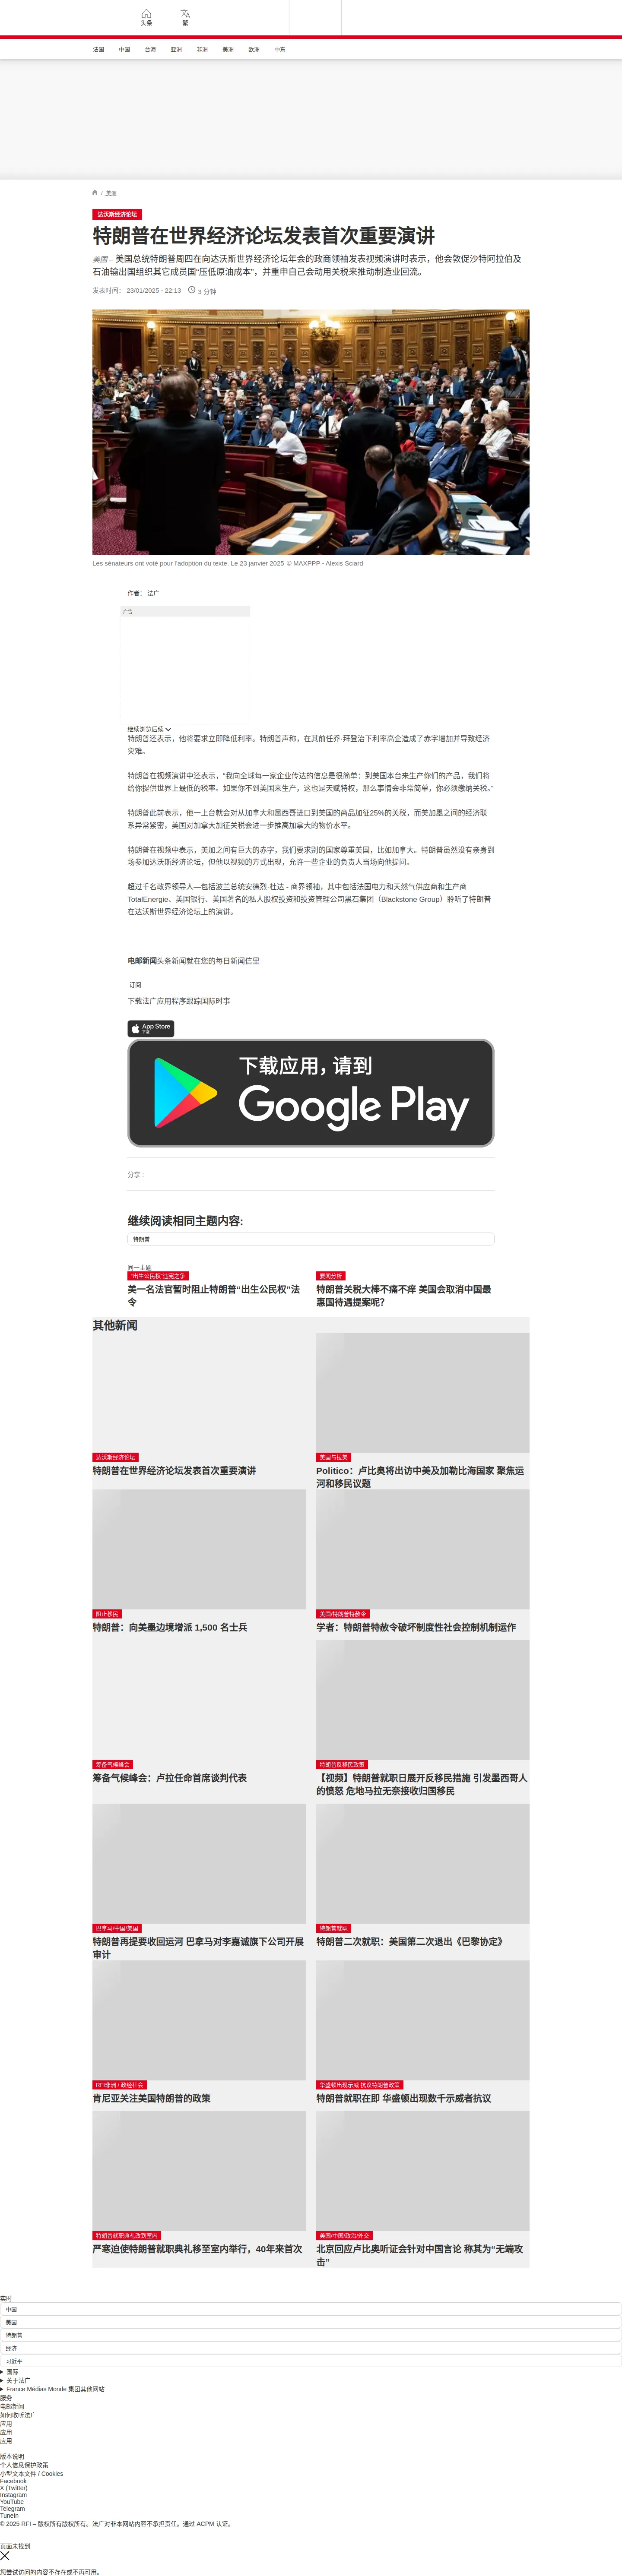 头条
繁
法国
中国
台海
亚洲
非洲
美洲
欧洲
中东
/ 美洲
达沃斯经济论坛
特朗普在世界经济论坛发表首次重要演讲
美国 – 美国总统特朗普周四在向达沃斯世界经济论坛年会的政商领袖发表视频演讲时表示，他会敦促沙特阿拉伯及
石油输出国组织其它成员国“压低原油成本”，并重申自己会动用关税来推动制造业回流。
发表时间： 23/01/2025 - 22:13
3 分钟
Les sénateurs ont voté pour l'adoption du texte. Le 23 janvier 2025 © MAXPPP - Alexis Sciard
作者： 法广
广告
继续浏览后续
特朗普还表示，他将要求立即降低利率。特朗普声称，在其前任乔·拜登治下利率高企造成了赤字增加并导致经济
灾难。
特朗普在视频演讲中还表示，“我向全球每一家企业传达的信息是很简单：到美国本台来生产你们的产品，我们将
给你提供世界上最低的税率。如果你不到美国来生产，这也是天赋特权，那么事情会非常简单，你必须缴纳关税。”
特朗普此前表示，他一上台就会对从加拿大和墨西哥进口到美国的商品加征25%的关税，而美加墨之间的经济联
系异常紧密，美国对加拿大加征关税会进一步推高加拿大的物价水平。
特朗普在视频中表示，美加之间有巨大的赤字，我们要求别的国家尊重美国，比如加拿大。特朗普虽然没有亲身到
场参加达沃斯经济论坛，但他以视频的方式出现，允许一些企业的负责人当场向他提问。
超过千名政界领导人—包括波兰总统安德烈·杜达 - 商界领袖，其中包括法国电力和天然气供应商和生产商
TotalEnergie、美国银行、美国著名的私人股权投资和投资管理公司黑石集团（Blackstone Group）聆听了特朗普
在达沃斯世界经济论坛上的演讲。
电邮新闻头条新闻就在您的每日新闻信里
订阅
下载法广应用程序跟踪国际时事
App Store
下载
下载应用，请到
Google Play
分享 :
继续阅读相同主题内容:
特朗普
同一主题
“出生公民权”违宪之争
美一名法官暂时阻止特朗普“出生公民权”法
令
要闻分析
特朗普关税大棒不痛不痒 美国会取消中国最
惠国待遇提案呢？
其他新闻
达沃斯经济论坛
特朗普在世界经济论坛发表首次重要演讲
美国与拉美
Politico：卢比奥将出访中美及加勒比海国家 聚焦运
河和移民议题
阻止移民
特朗普：向美墨边境增派 1,500 名士兵
美国/特朗普特赦令
学者：特朗普特赦令破坏制度性社会控制机制运作
筹备气候峰会
筹备气候峰会：卢拉任命首席谈判代表
特朗普反移民政策
【视频】特朗普就职日展开反移民措施 引发墨西哥人
的愤怒 危地马拉无奈接收归国移民
巴拿马/中国/美国
特朗普再提要收回运河 巴拿马对李嘉诚旗下公司开展
审计
特朗普就职
特朗普二次就职：美国第二次退出《巴黎协定》
RFI非洲 / 政经社会
肯尼亚关注美国特朗普的政策
华盛顿出现示威 抗议特朗普政策
特朗普就职在即 华盛顿出现数千示威者抗议
特朗普就职典礼改到室内
严寒迫使特朗普就职典礼移至室内举行，40年来首次
美国/中国/政治/外交
北京回应卢比奥听证会针对中国言论 称其为“无端攻
击”
实时
中国
美国
特朗普
经济
习近平
国际
关于法广
France Médias Monde 集团其他网站
服务
电邮新闻
如何收听法广
应用
应用
应用
版本说明
个人信息保护政策
小型文本文件 / Cookies
Facebook
X (Twitter)
Instagram
YouTube
Telegram
TuneIn
© 2025 RFI – 版权所有版权所有。法广对非本网站内容不承担责任。通过 ACPM 认证。
页面未找到
您尝试访问的内容不存在或不再可用。